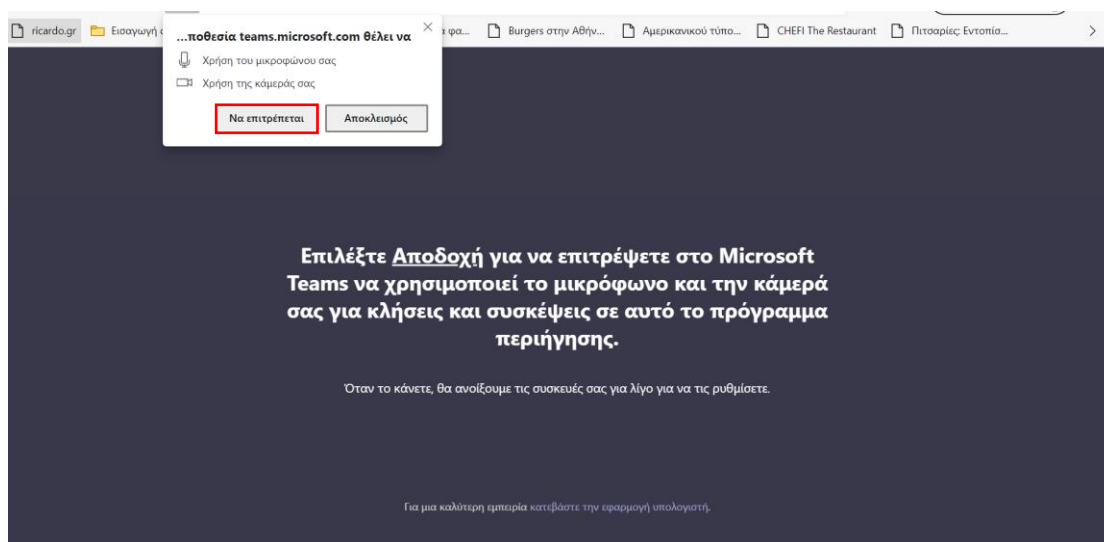 ricardo.gr Εισαγωγή φα... Burgers στην Αθήν... Αμερικανικού τύπο... CHEFI The Restaurant Πιτσαρίες: Εντοπίσ...
...ποθεσία teams.microsoft.com θέλει να
Χρήση του μικροφώνου σας
Χρήση της κάμεράς σας
Να επιτρέπεται Αποκλεισμός
Επιλέξτε Αποδοχή για να επιτρέψετε στο Microsoft
Teams να χρησιμοποιεί το μικρόφωνο και την κάμερά
σας για κλήσεις και συσκέψεις σε αυτό το πρόγραμμα
περιήγησης.
Όταν το κάνετε, θα ανοίξουμε τις συσκευές σας για λίγο για να τις ρυθμίσετε.
Για μια καλύτερη εμπειρία κατεβάστε την εφαρμογή υπολογιστή.